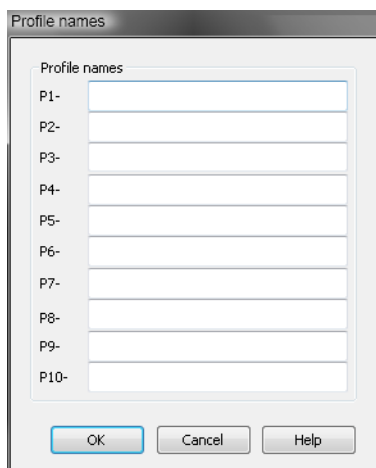 Profile names
Profile names
P1-
P2-
P3-
P4-
P5-
P6-
P7-
P8-
P9-
P10-
OK Cancel Help